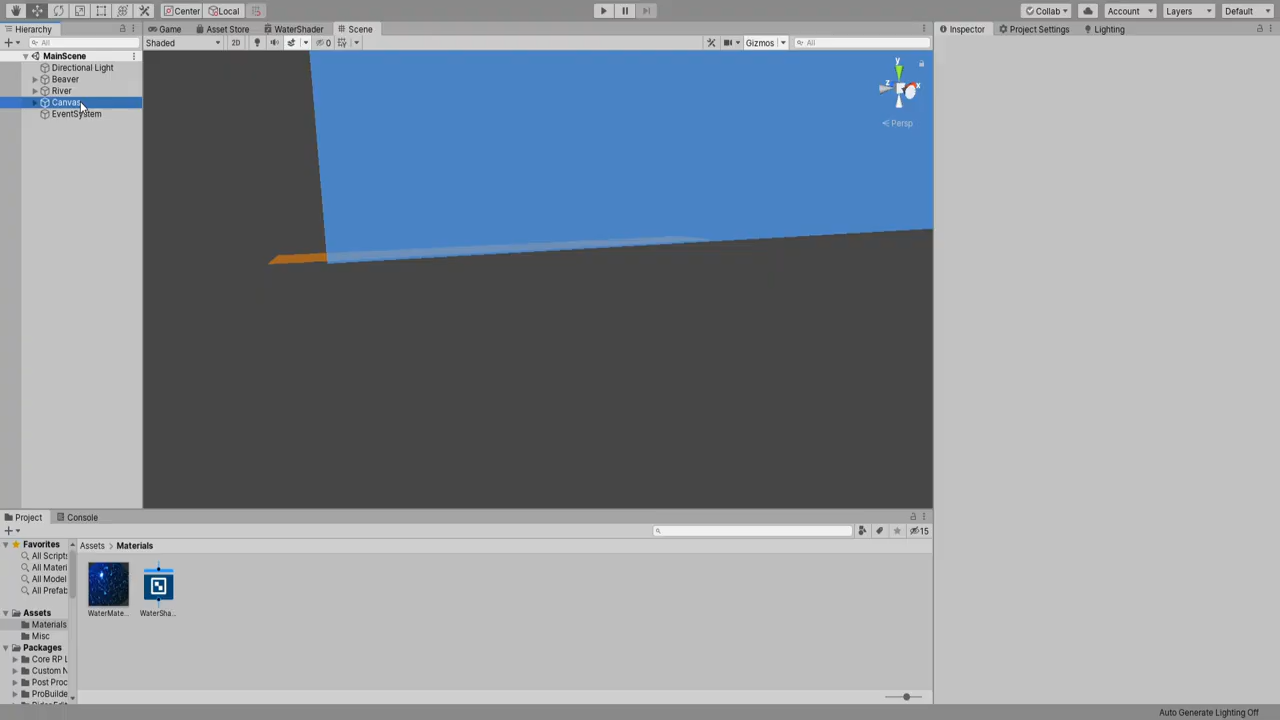 Center
Local
Collab
Account
Layers
Default
Hierarchy
Game
Asset Store
WaterShader
Scene
Inspector
Project Settings
Lighting
All
Shaded
2D
0
Gizmos
All
MainScene
Directional Light
Beaver
River
Canvas
EventSystem
y
z
x
Persp
Project
Console
15
Favorites
All Scripts
All Materi
All Model
All Prefab
Assets
Materials
Misc
Packages
Core RP L
Custom N
Post Proc
ProBuilde
Assets > Materials
WaterMate...
WaterSha...
Auto Generate Lighting Off